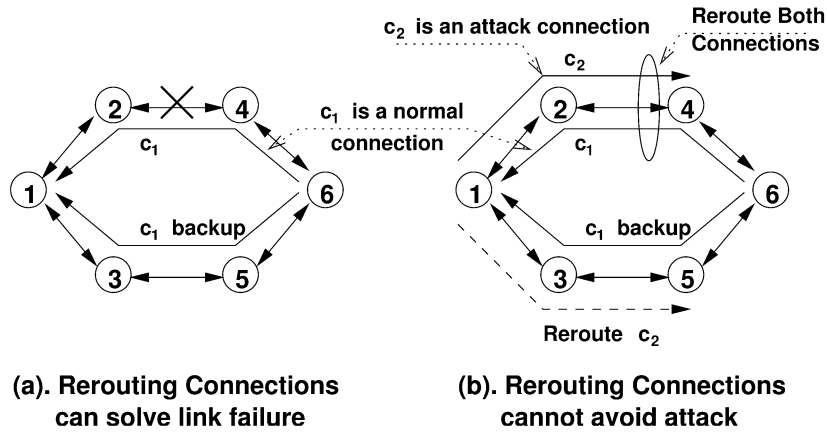 c2 is an attack connection
Reroute Both
Connections
c2
2
4
c1 is a normal
connection
2
4
c1
c1
1
6
1
6
c1 backup
c1 backup
3
5
3
5
Reroute c2
(a). Rerouting Connections
can solve link failure
(b). Rerouting Connections
cannot avoid attack